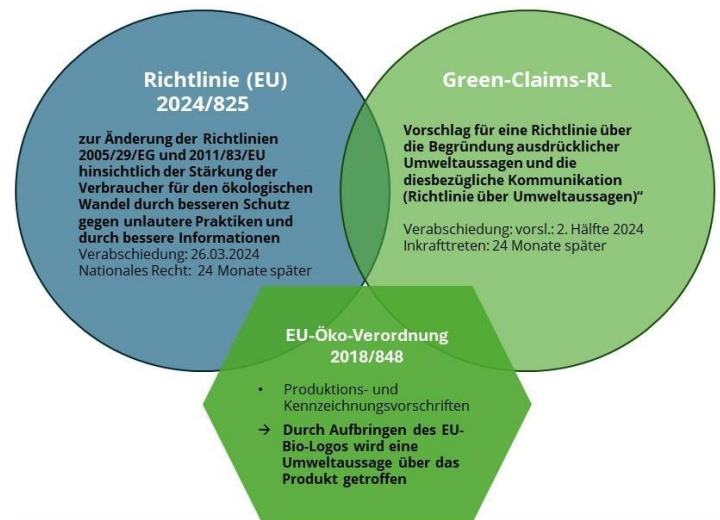 Richtlinie (EU)
2024/825
zur Änderung der Richtlinien
2005/29/EG und 2011/83/EU
hinsichtlich der Stärkung der
Verbraucher für den ökologischen
Wandel durch besseren Schutz
gegen unlautere Praktiken und
durch bessere Informationen
Verabschiedung: 26.03.2024
Nationales Recht: 24 Monate später
Green-Claims-RL
Vorschlag für eine Richtlinie über
die Begründung ausdrücklicher
Umweltaussagen und die
diesbezügliche Kommunikation
(Richtlinie über Umweltaussagen)“
Verabschiedung: vorsl.: 2. Hälfte 2024
Inkrafttreten: 24 Monate später
EU-Öko-Verordnung
2018/848
• Produktions- und
Kennzeichnungsvorschriften
→ Durch Aufbringen des EU-
Bio-Logos wird eine
Umweltaussage über das
Produkt getroffen